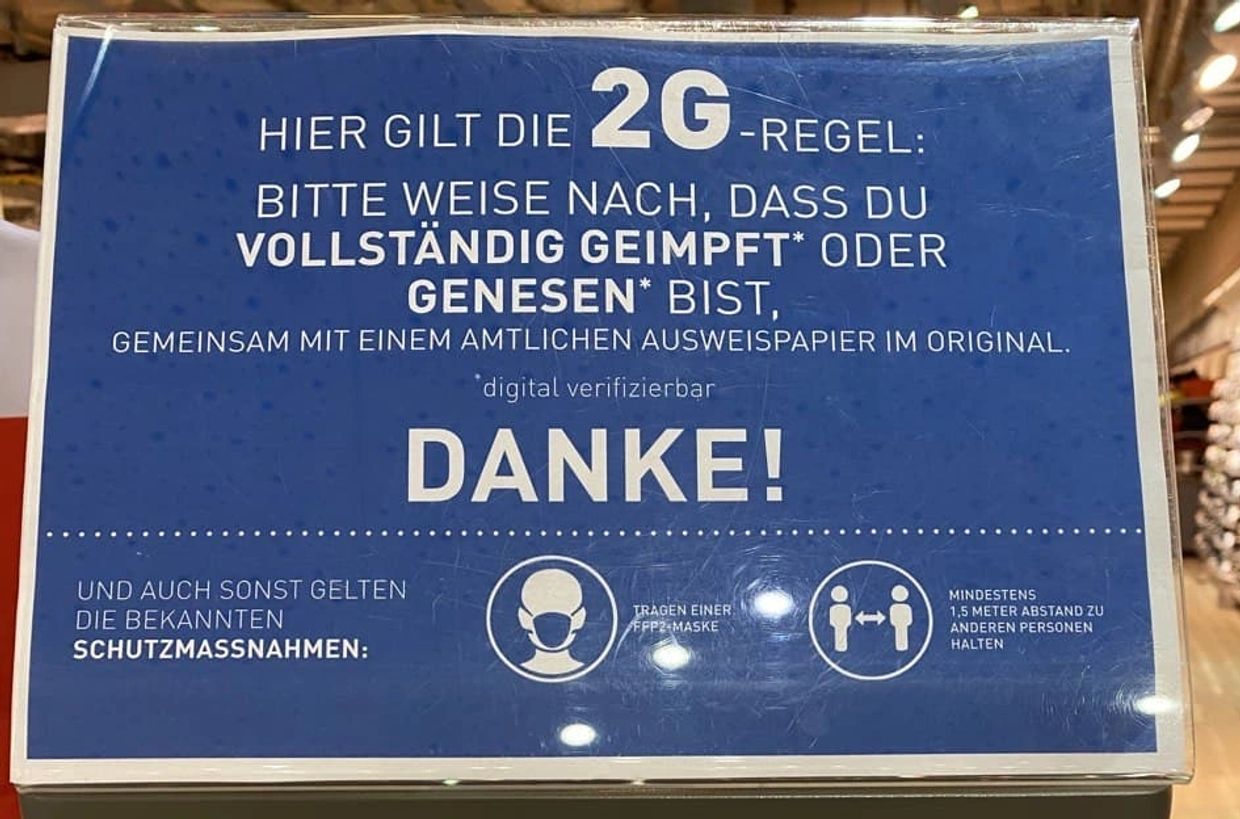 HIER GILT DIE 2G-REGEL:
BITTE WEISE NACH, DASS DU
VOLLSTÄNDIG GEIMPFT* ODER
GENESEN* BIST,
GEMEINSAM MIT EINEM AMTLICHEN AUSWEISPAPIER IM ORIGINAL.
*digital verifizierbar
DANKE!
UND AUCH SONST GELTEN
DIE BEKANNTEN
SCHUTZMASSNAHMEN:
TRAGEN EINER
FFP2-MASKE
MINDESTENS
1,5 METER ABSTAND ZU
ANDEREN PERSONEN
HALTEN